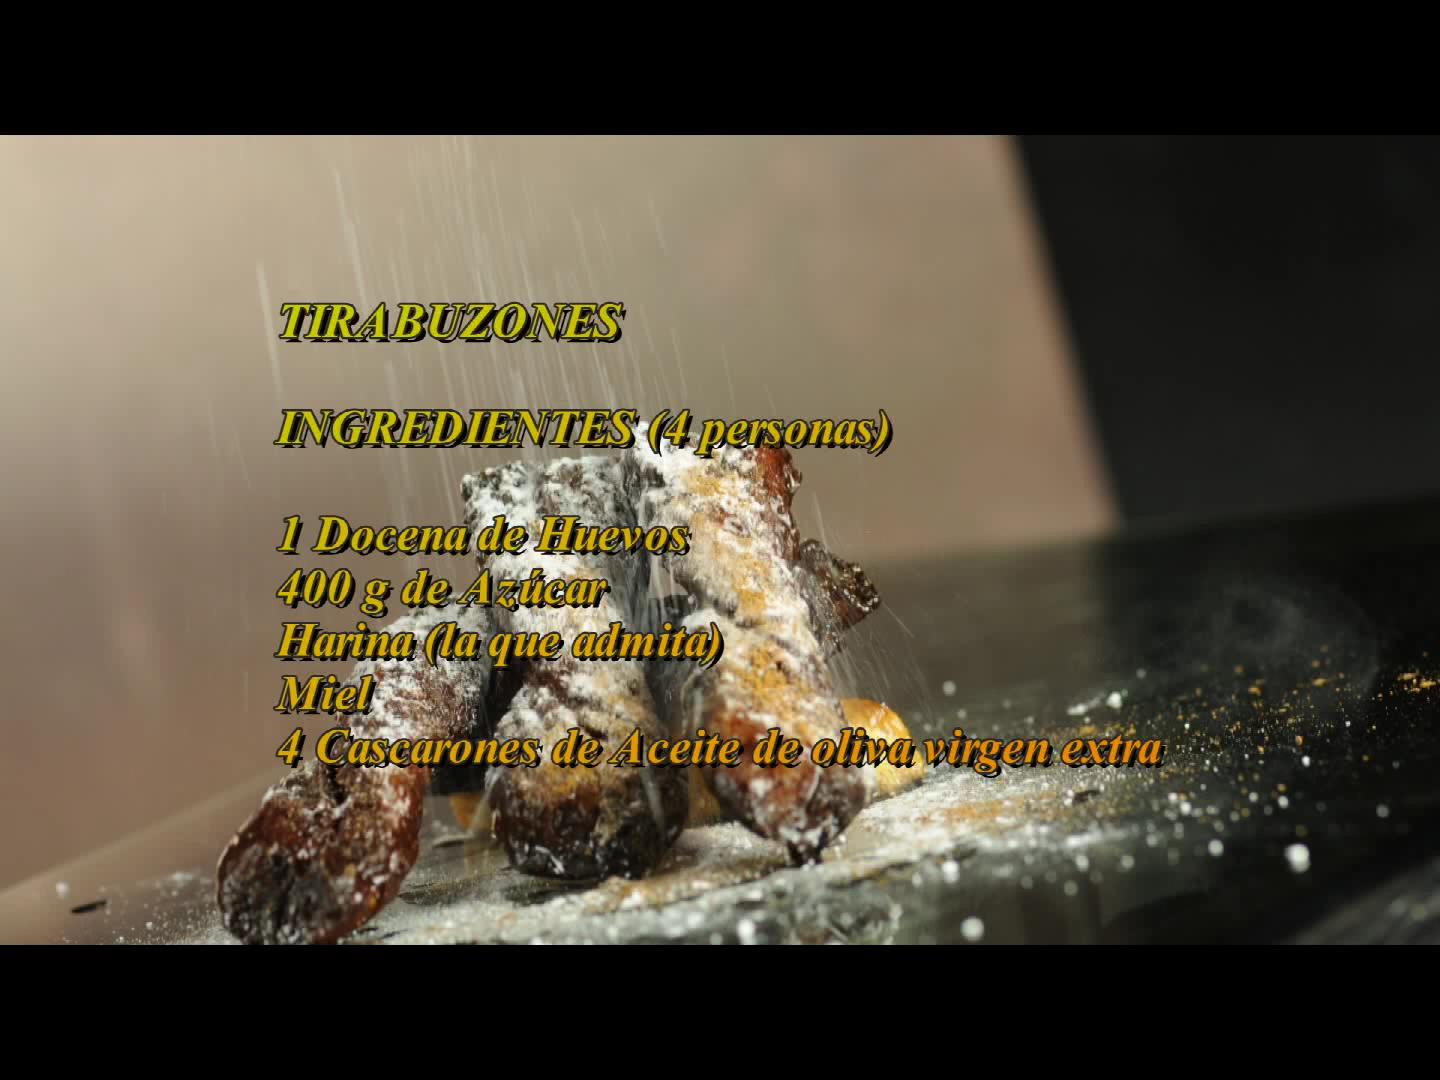 TIRABUZONES
INGREDIENTES (4 personas)
1 Docena de Huevos
400 g de Azúcar
Harina (la que admita)
Miel
4 Cascarones de Aceite de oliva virgen extra